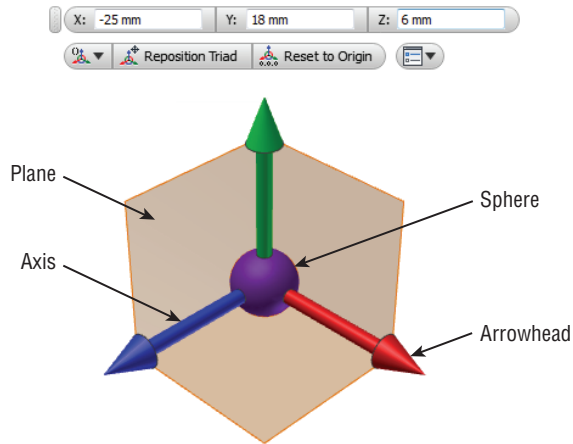 X: -25 mm Y: 18 mm Z: 6 mm
Reposition Triad Reset to Origin
Plane
Sphere
Axis
Arrowhead